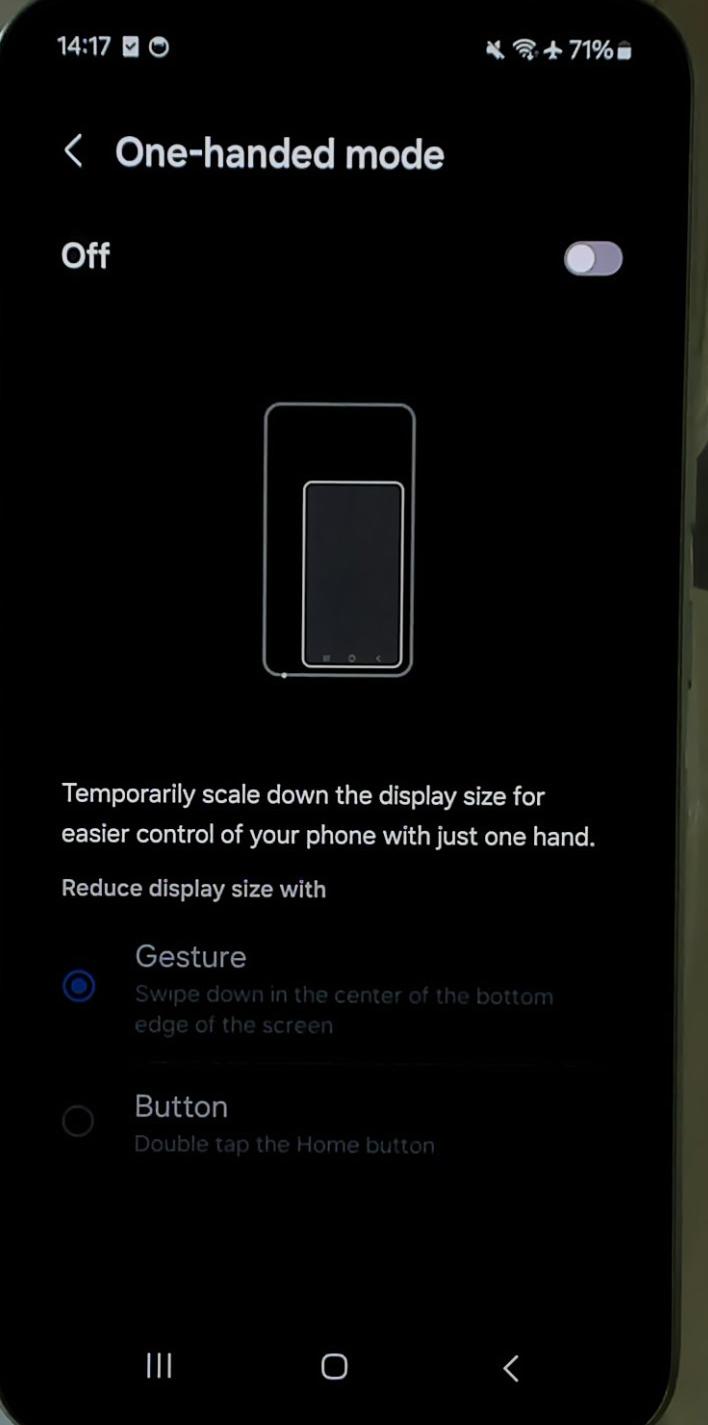 14:17
71%
One-handed mode
Off
Temporarily scale down the display size for
easier control of your phone with just one hand.
Reduce display size with
Gesture
Swipe down in the center of the bottom
edge of the screen
Button
Double tap the Home button